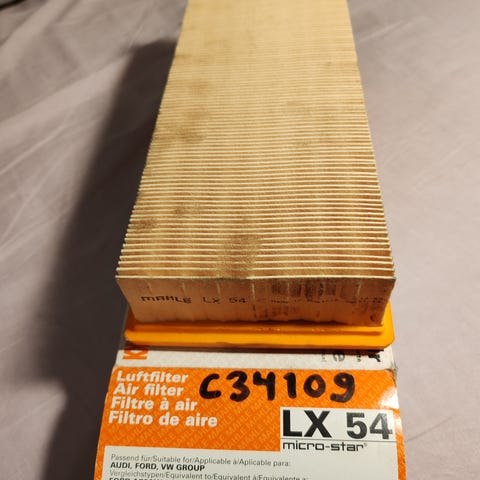 MAHLE LX 54
Luftfilter
Air filter
Filtre à air
Filtro de aire
C34109
LX 54
micro-star®
Passend für/Suitable for/Applicable à/Aplicable para:
AUDI, FORD, VW GROUP
Vergleichstypen/Equivalent to/Equivalent à/Equivalente a: